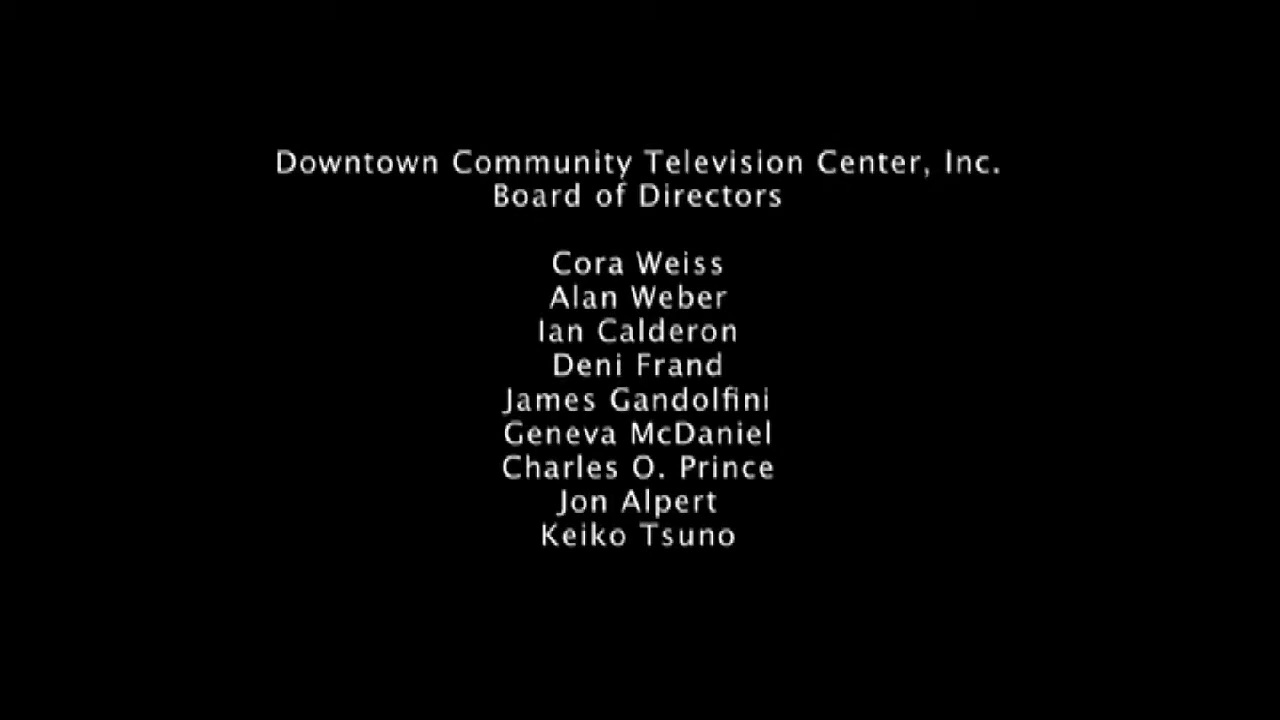 Downtown Community Television Center, Inc.
Board of Directors
Cora Weiss
Alan Weber
Ian Calderon
Deni Frand
James Gandolfini
Geneva McDaniel
Charles O. Prince
Jon Alpert
Keiko Tsuno